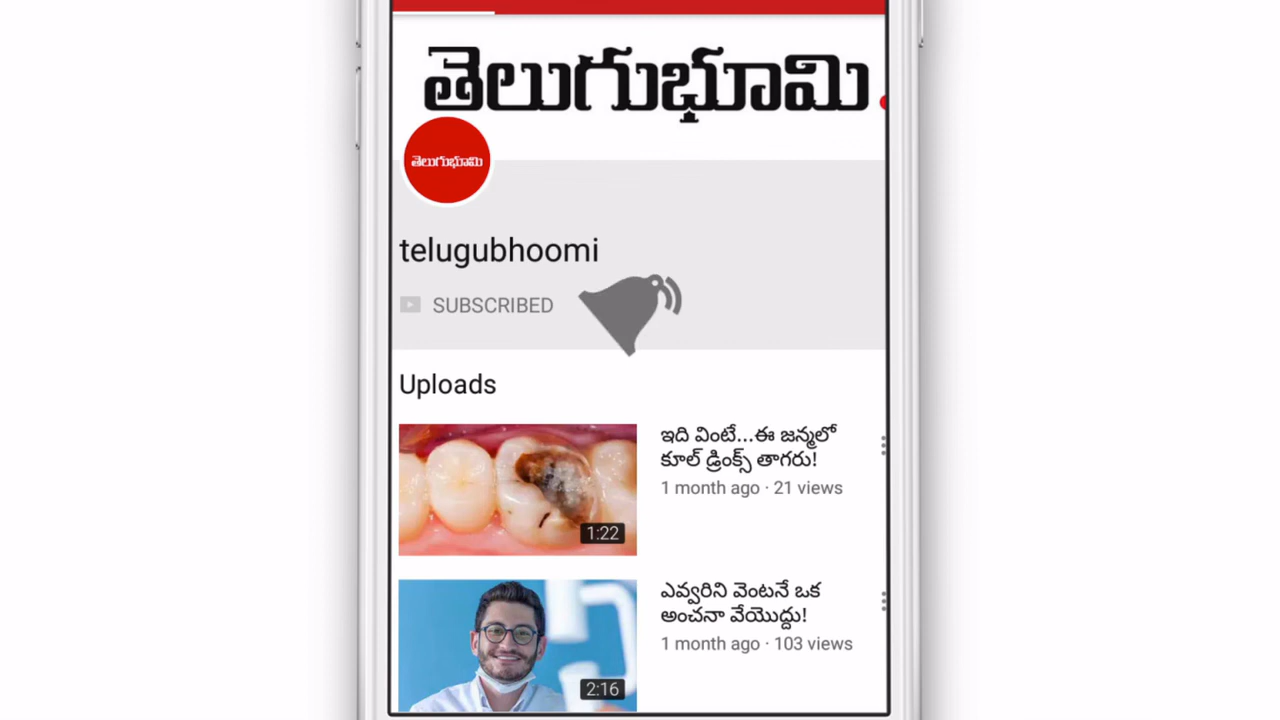 తెలుగుభూమి.
తెలుగుభూమి
telugubhoomi
SUBSCRIBED
Uploads
ఇది వింటే...ఈ జన్మలో
కూల్ డ్రింక్స్ తాగరు!
1 month ago · 21 views
1:22
ఎవ్వరిని వెంటనే ఒక
అంచనా వేయొద్దు!
1 month ago · 103 views
2:16